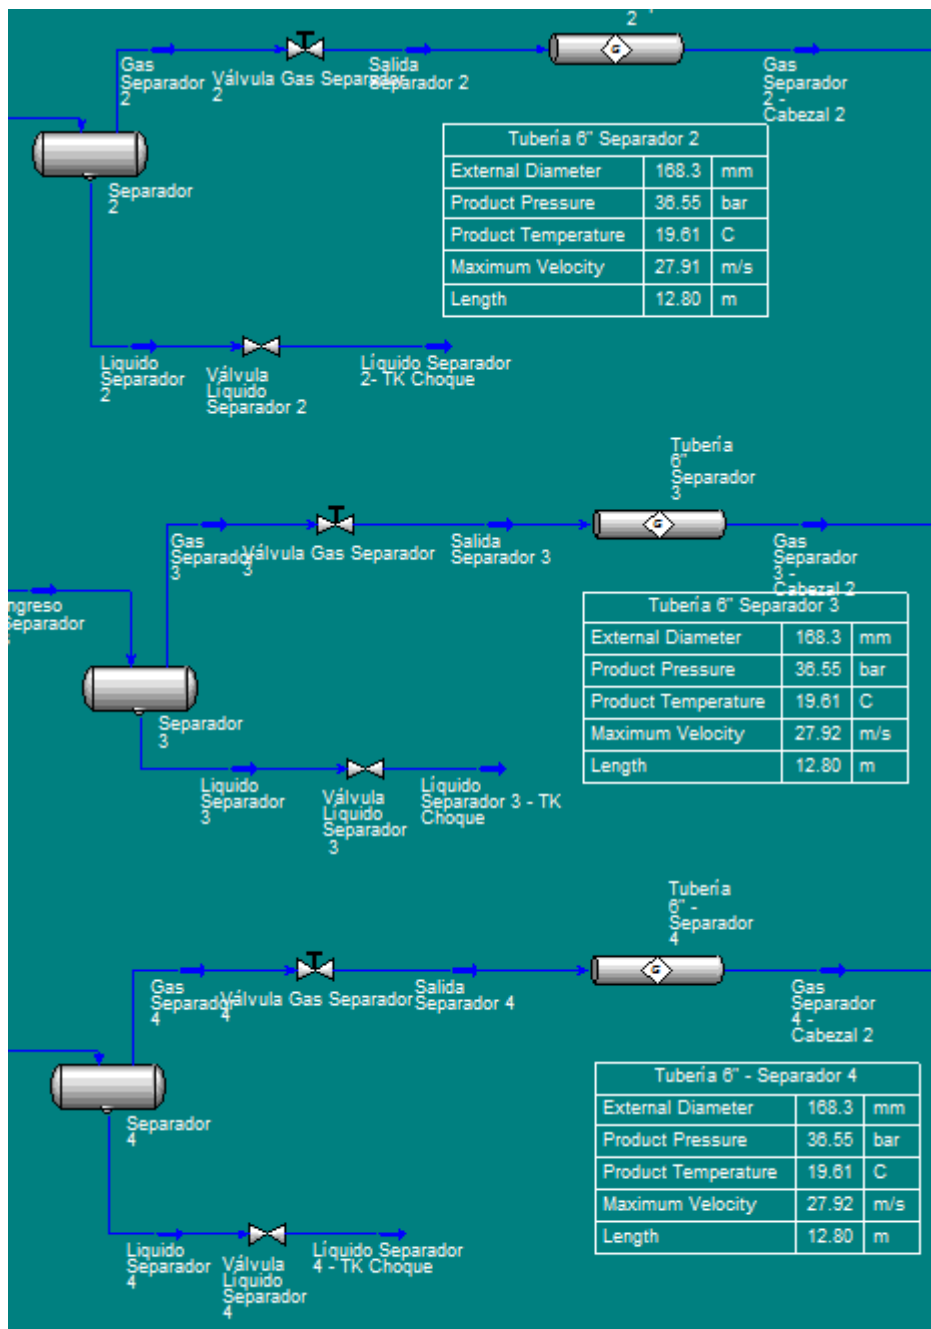 2
Gas
Separador
2
Válvula Gas Separador
2
Salida
Separador 2
G
Gas
Separador
2 -
Cabezal 2
Separador
2
Tubería 6" Separador 2
External Diameter 168.3 mm
Product Pressure 36.55 bar
Product Temperature 19.61 C
Maximum Velocity 27.91 m/s
Length 12.80 m
Liquido
Separador
2
Válvula
Líquido
Separador 2
Líquido Separador
2- TK Choque
Tubería
6"
Separador
3
Gas
Separador
3
Válvula Gas Separador
3
Salida
Separador 3
G
Gas
Separador
3 -
Cabezal 2
ngreso
Separador
Separador
3
Tubería 6" Separador 3
External Diameter 168.3 mm
Product Pressure 36.55 bar
Product Temperature 19.61 C
Maximum Velocity 27.92 m/s
Length 12.80 m
Liquido
Separador
3
Válvula
Líquido
Separador
3
Líquido
Separador 3 - TK
Choque
Tubería
6" -
Separador
4
Gas
Separador
4
Válvula Gas Separador
4
Salida
Separador 4
G
Gas
Separador
4 -
Cabezal 2
Separador
4
Tubería 6" - Separador 4
External Diameter 168.3 mm
Product Pressure 36.55 bar
Product Temperature 19.61 C
Maximum Velocity 27.92 m/s
Length 12.80 m
Liquido
Separador
4
Válvula
Líquido
Separador
4
Líquido Separador
4 - TK Choque